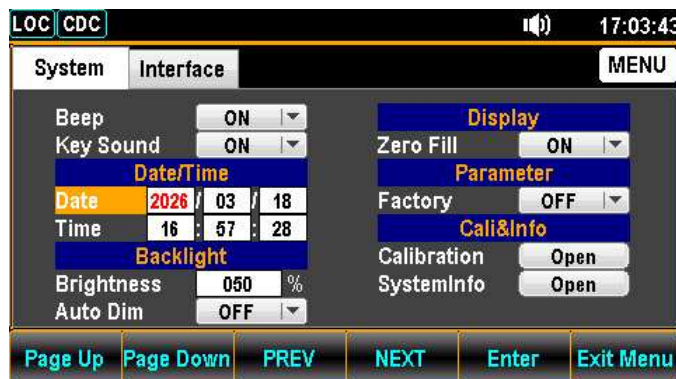 LOC CDC 17:03:43
System Interface MENU
Beep ON
Key Sound ON
Date/Time
Date 2026 / 03 / 18
Time 16 : 57 : 28
Backlight
Brightness 050 %
Auto Dim OFF
Display
Zero Fill ON
Parameter
Factory OFF
Cali&Info
Calibration Open
SystemInfo Open
Page Up Page Down PREV NEXT Enter Exit Menu